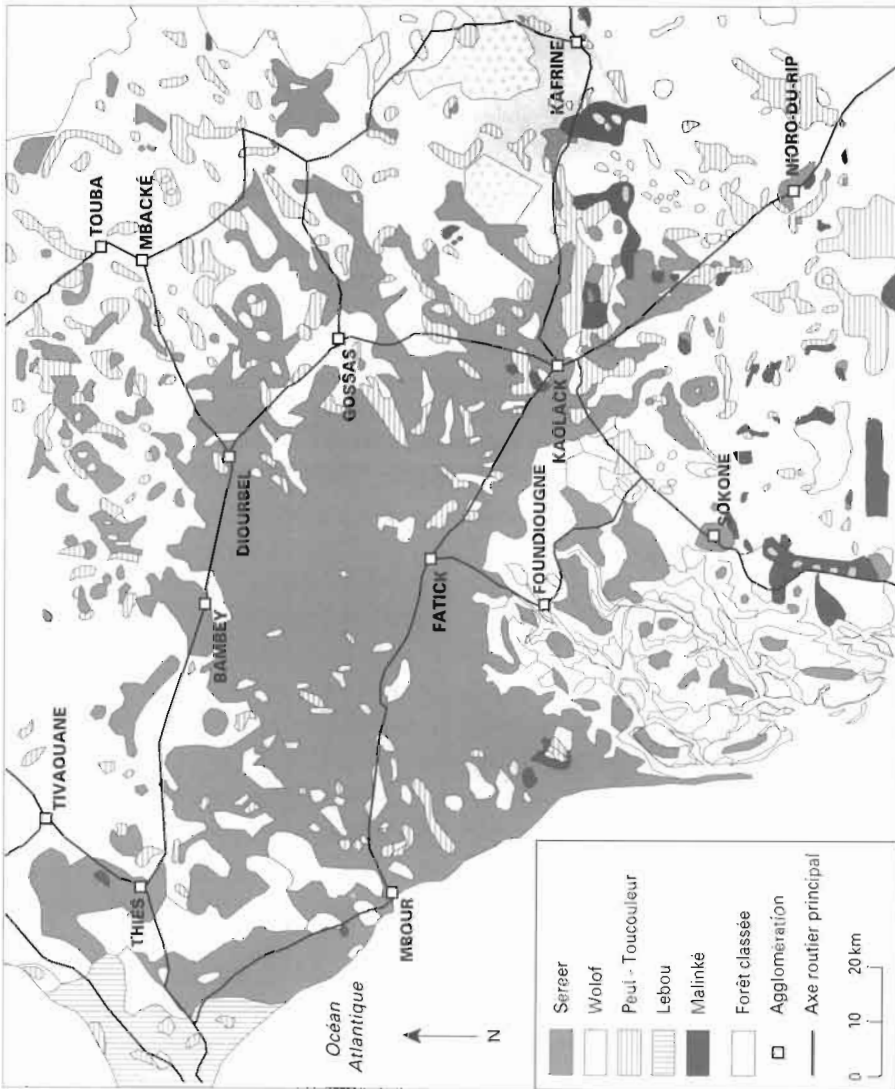 TOUBA
MBACKÉ
TIVAOUANE
THIÈS
BAMBEY
DIOURBEL
GOSSAS
KAFRINE
NIORO-DU-RIP
KAOLACK
FATICK
FOUNDIOUGNE
SOKONE
MBOUR
Océan
Atlantique
N
Sereer
Wolof
Peul - Toucouleur
Lebou
Malinké
Forêt classée
Agglomération
Axe routier principal
0 10 20 km